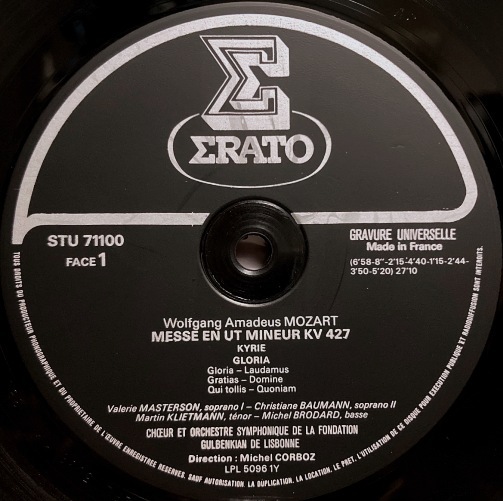 ΣRATO
STU 71100
FACE 1
GRAVURE UNIVERSELLE
Made in France
(6'58-8"-2'15-4'40-1'15-2'44-
3'50-5'20) 27'10
Wolfgang Amadeus MOZART
MESSE EN UT MINEUR KV 427
KYRIE
GLORIA
Gloria – Laudamus
Gratias – Domine
Qui tollis – Quoniam
Valerie MASTERSON, soprano I – Christiane BAUMANN, soprano II
Martin KLIETMANN, ténor – Michel BRODARD, basse
CHŒUR ET ORCHESTRE SYMPHONIQUE DE LA FONDATION
GULBENKIAN DE LISBONNE
Direction : Michel CORBOZ
LPL 5096 1Y
TOUS DROITS DU PRODUCTEUR PHONOGRAPHIQUE ET DU PROPRIETAIRE DE L'ŒUVRE ENREGISTREE RESERVES. SAUF AUTORISATION LA DUPLICATION, LA LOCATION, LE PRET, L'UTILISATION DE CE DISQUE POUR EXECUTION PUBLIQUE ET RADIODIFFUSION SONT INTERDITS.